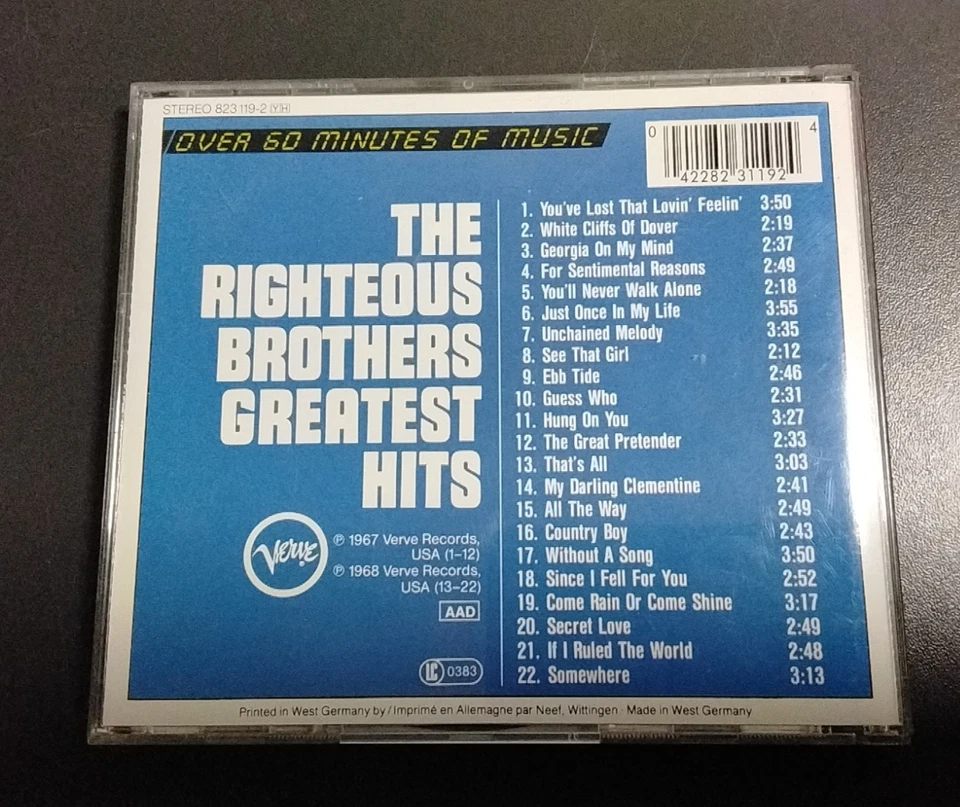 STEREO 823 119-2 Y H
OVER 60 MINUTES OF MUSIC
0 42282 31192 4
THE
RIGHTEOUS
BROTHERS
GREATEST
HITS
Verve
℗ 1967 Verve Records,
USA (1–12)
℗ 1968 Verve Records,
USA (13–22)
AAD
LC 0383
1. You've Lost That Lovin' Feelin' 3:50
2. White Cliffs Of Dover 2:19
3. Georgia On My Mind 2:37
4. For Sentimental Reasons 2:49
5. You'll Never Walk Alone 2:18
6. Just Once In My Life 3:55
7. Unchained Melody 3:35
8. See That Girl 2:12
9. Ebb Tide 2:46
10. Guess Who 2:31
11. Hung On You 3:27
12. The Great Pretender 2:33
13. That's All 3:03
14. My Darling Clementine 2:41
15. All The Way 2:49
16. Country Boy 2:43
17. Without A Song 3:50
18. Since I Fell For You 2:52
19. Come Rain Or Come Shine 3:17
20. Secret Love 2:49
21. If I Ruled The World 2:48
22. Somewhere 3:13
Printed in West Germany by / Imprimé en Allemagne par Neef, Wittingen · Made in West Germany